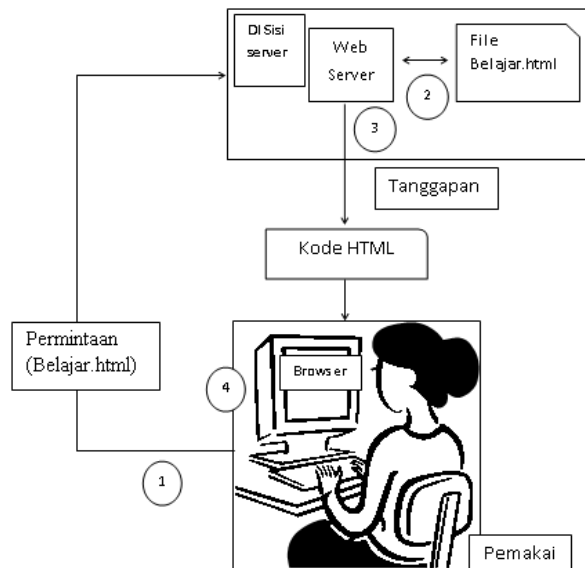 DI Sisi
server
Web
Server
File
Belajar.html
2
3
Tanggapan
Kode HTML
Permintaan
(Belajar.html)
Browser
4
1
Pemakai